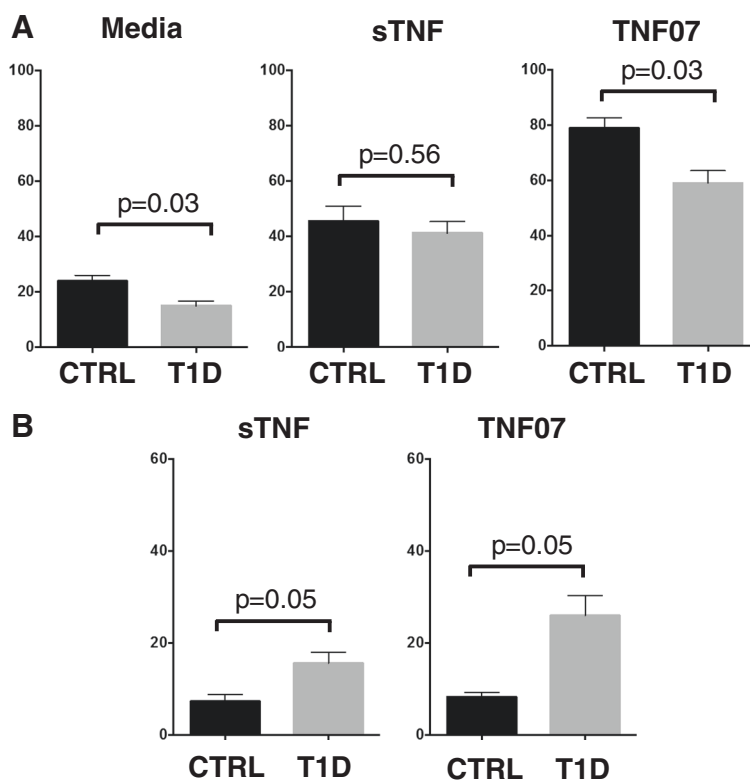 A
Media
sTNF
TNF07
100
80
60
40
20
0
p=0.03
CTRL
T1D
100
80
60
40
20
0
p=0.56
CTRL
T1D
100
80
60
40
20
0
p=0.03
CTRL
T1D
B
sTNF
TNF07
60
40
20
0
p=0.05
CTRL
T1D
60
40
20
0
p=0.05
CTRL
T1D